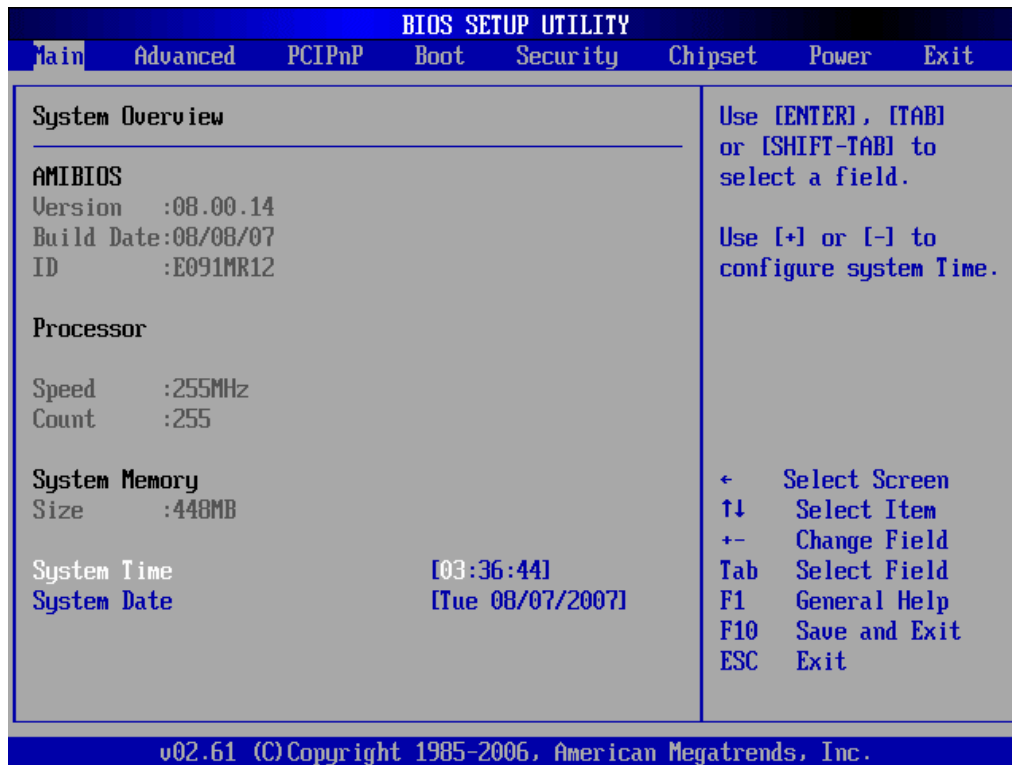 BIOS SETUP UTILITY
Main Advanced PCIPnP Boot Security Chipset Power Exit
System Overview
AMIBIOS
Version :08.00.14
Build Date:08/08/07
ID :E091MR12
Processor
Speed :255MHz
Count :255
System Memory
Size :448MB
System Time [03:36:44]
System Date [Tue 08/07/2007]
Use [ENTER], [TAB]
or [SHIFT-TAB] to
select a field.
Use [+] or [-] to
configure system Time.
← Select Screen
↑↓ Select Item
+- Change Field
Tab Select Field
F1 General Help
F10 Save and Exit
ESC Exit
v02.61 (C)Copyright 1985-2006, American Megatrends, Inc.